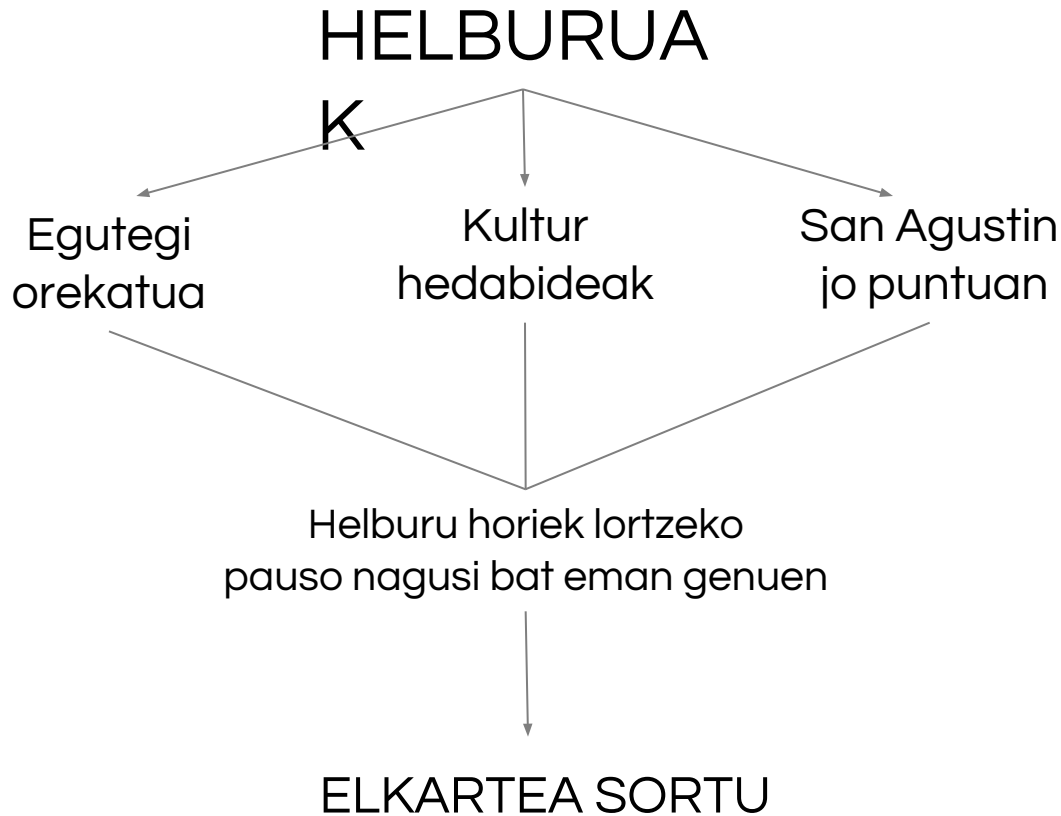 HELBURUA
K
Egutegi
orekatua
Kultur
hedabideak
San Agustin
jo puntuan
Helburu horiek lortzeko
pauso nagusi bat eman genuen
ELKARTEA SORTU